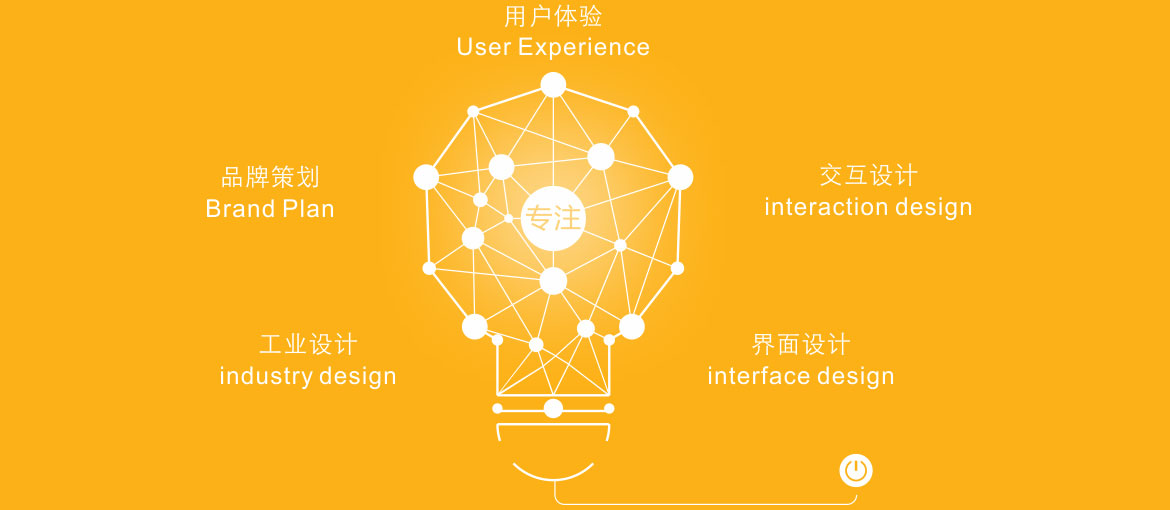 用户体验
User Experience
品牌策划
Brand Plan
交互设计
interaction design
专注
工业设计
industry design
界面设计
interface design